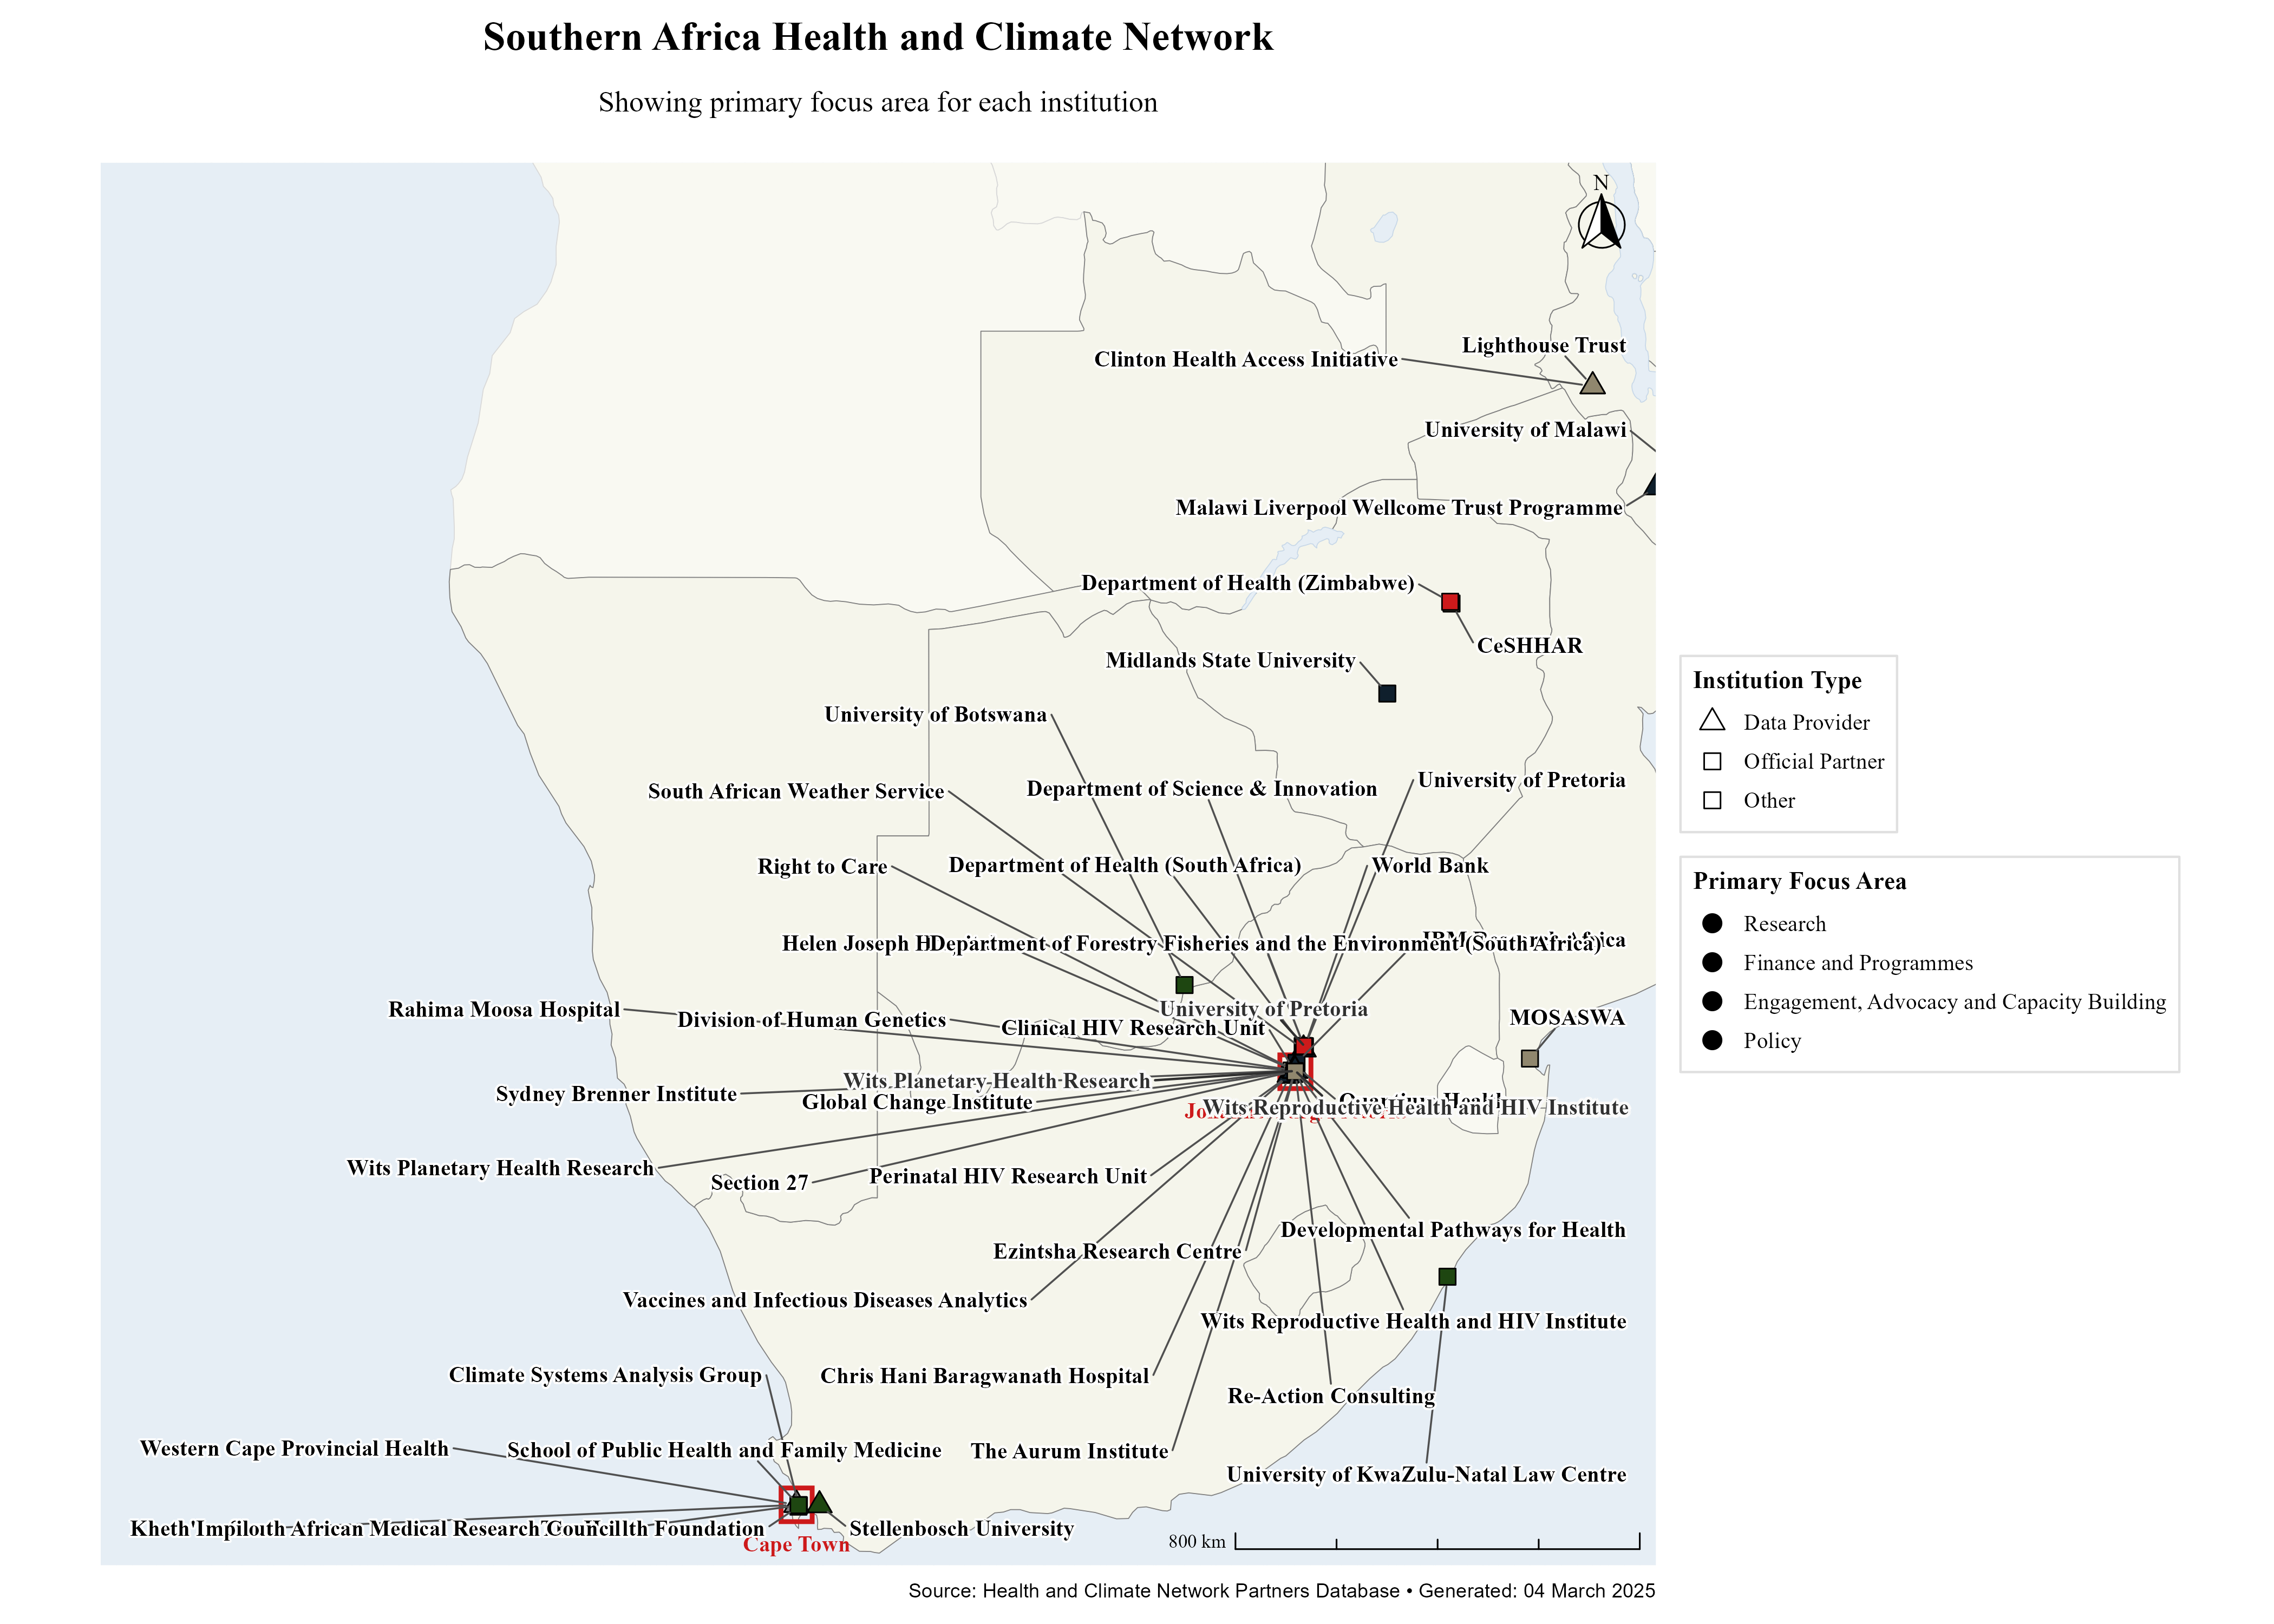 Southern Africa Health and Climate Network
Showing primary focus area for each institution
N
Lighthouse Trust
Clinton Health Access Initiative
University of Malawi
Malawi Liverpool Wellcome Trust Programme
Department of Health (Zimbabwe)
CeSHHAR
Midlands State University
University of Botswana
South African Weather Service
Department of Science & Innovation
University of Pretoria
Right to Care
Department of Health (South Africa)
World Bank
Helen Joseph
Department of Forestry Fisheries and the Environment (South Africa)
Africa
Rahima Moosa Hospital
Division of Human Genetics
University of Pretoria
Clinical HIV Research Unit
MOSASWA
Sydney Brenner Institute
Wits Planetary Health Research
Global Change Institute
Wits Reproductive Health and HIV Institute
Wits Planetary Health Research
Section 27
Perinatal HIV Research Unit
Developmental Pathways for Health
Ezintsha Research Centre
Vaccines and Infectious Diseases Analytics
Wits Reproductive Health and HIV Institute
Climate Systems Analysis Group
Chris Hani Baragwanath Hospital
Re-Action Consulting
Western Cape Provincial Health
School of Public Health and Family Medicine
The Aurum Institute
University of KwaZulu-Natal Law Centre
Kheth'Impilo
African Medical Research Council
Foundation
Stellenbosch University
Cape Town
800 km
Institution Type
Data Provider
Official Partner
Other
Primary Focus Area
Research
Finance and Programmes
Engagement, Advocacy and Capacity Building
Policy
Source: Health and Climate Network Partners Database • Generated: 04 March 2025